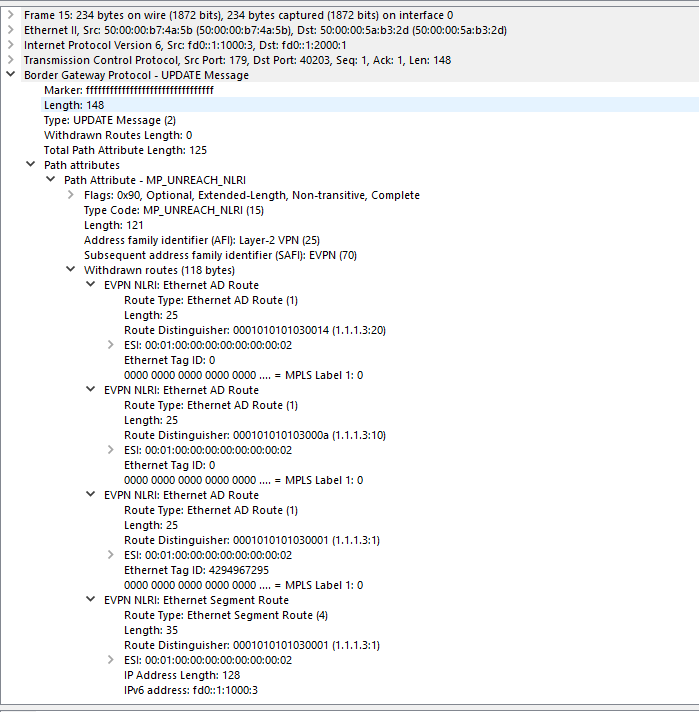 Frame 15: 234 bytes on wire (1872 bits), 234 bytes captured (1872 bits) on interface 0
Ethernet II, Src: 50:00:00:b7:4a:5b (50:00:00:b7:4a:5b), Dst: 50:00:00:5a:b3:2d (50:00:00:5a:b3:2d)
Internet Protocol Version 6, Src: fd0::1:1000:3, Dst: fd0::1:2000:1
Transmission Control Protocol, Src Port: 179, Dst Port: 40203, Seq: 1, Ack: 1, Len: 148
Border Gateway Protocol - UPDATE Message
Marker: ffffffffffffffffffffffffffffffff
Length: 148
Type: UPDATE Message (2)
Withdrawn Routes Length: 0
Total Path Attribute Length: 125
Path attributes
Path Attribute - MP_UNREACH_NLRI
Flags: 0x90, Optional, Extended-Length, Non-transitive, Complete
Type Code: MP_UNREACH_NLRI (15)
Length: 121
Address family identifier (AFI): Layer-2 VPN (25)
Subsequent address family identifier (SAFI): EVPN (70)
Withdrawn routes (118 bytes)
EVPN NLRI: Ethernet AD Route
Route Type: Ethernet AD Route (1)
Length: 25
Route Distinguisher: 0001010101030014 (1.1.1.3:20)
ESI: 00:01:00:00:00:00:00:00:00:02
Ethernet Tag ID: 0
0000 0000 0000 0000 0000 .... = MPLS Label 1: 0
EVPN NLRI: Ethernet AD Route
Route Type: Ethernet AD Route (1)
Length: 25
Route Distinguisher: 000101010103000a (1.1.1.3:10)
ESI: 00:01:00:00:00:00:00:00:00:02
Ethernet Tag ID: 0
0000 0000 0000 0000 0000 .... = MPLS Label 1: 0
EVPN NLRI: Ethernet AD Route
Route Type: Ethernet AD Route (1)
Length: 25
Route Distinguisher: 0001010101030001 (1.1.1.3:1)
ESI: 00:01:00:00:00:00:00:00:00:02
Ethernet Tag ID: 4294967295
0000 0000 0000 0000 0000 .... = MPLS Label 1: 0
EVPN NLRI: Ethernet Segment Route
Route Type: Ethernet Segment Route (4)
Length: 35
Route Distinguisher: 0001010101030001 (1.1.1.3:1)
ESI: 00:01:00:00:00:00:00:00:00:02
IP Address Length: 128
IPv6 address: fd0::1:1000:3